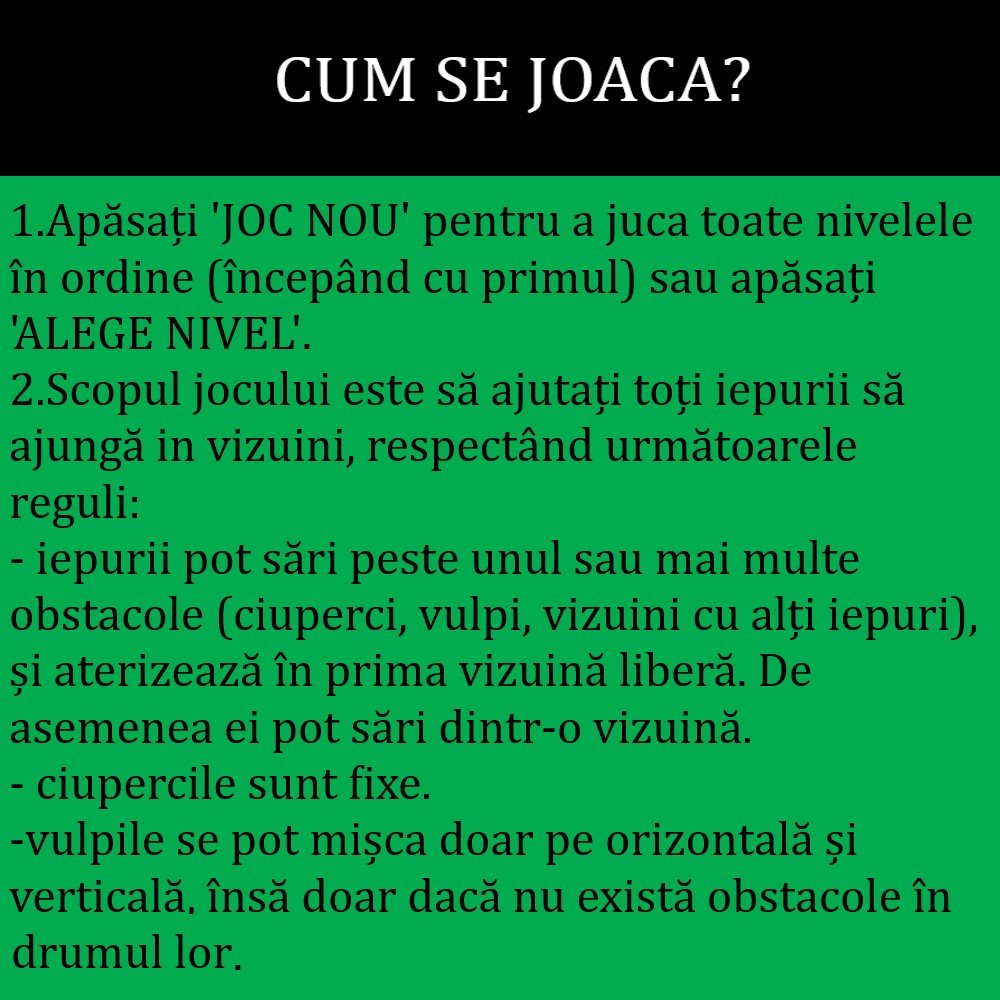 CUM SE JOACA?
1.Apăsați 'JOC NOU' pentru a juca toate nivelele
în ordine (începând cu primul) sau apăsați
'ALEGE NIVEL'.
2.Scopul jocului este să ajutați toți iepurii să
ajungă in vizuini, respectând următoarele
reguli:
- iepurii pot sări peste unul sau mai multe
obstacole (ciuperci, vulpi, vizuini cu alți iepuri),
și aterizează în prima vizuină liberă. De
asemenea ei pot sări dintr-o vizuină.
- ciupercile sunt fixe.
-vulpile se pot mișca doar pe orizontală și
verticală, însă doar dacă nu există obstacole în
drumul lor.